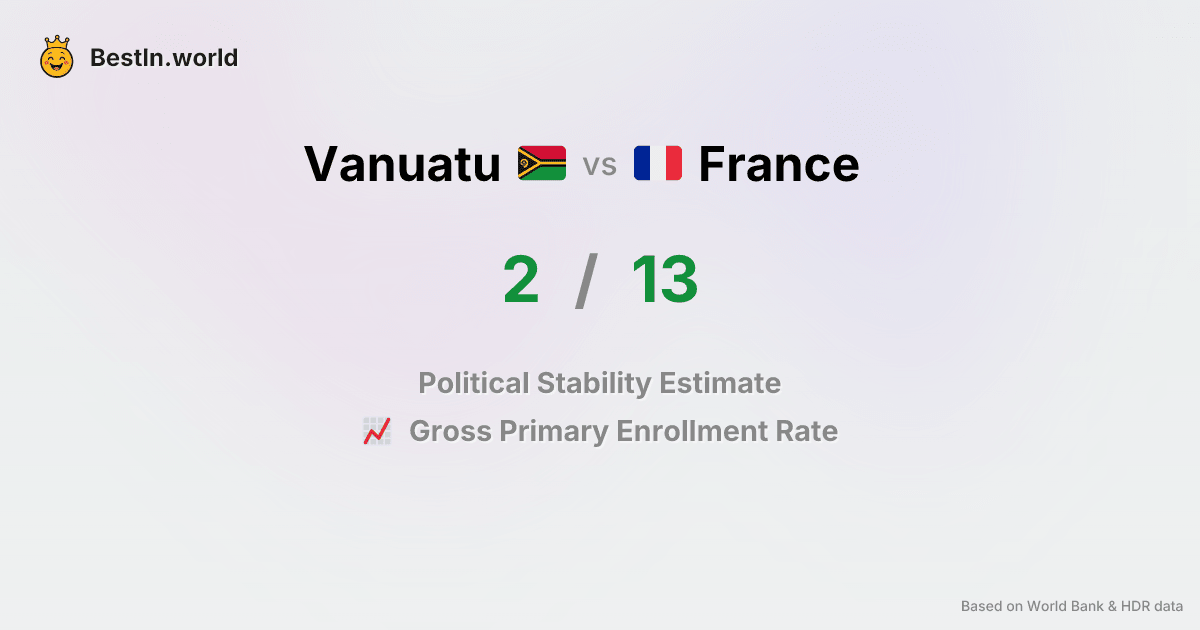 BestIn.world
Vanuatu vs France
2 / 13
Political Stability Estimate
Gross Primary Enrollment Rate
Based on World Bank & HDR data